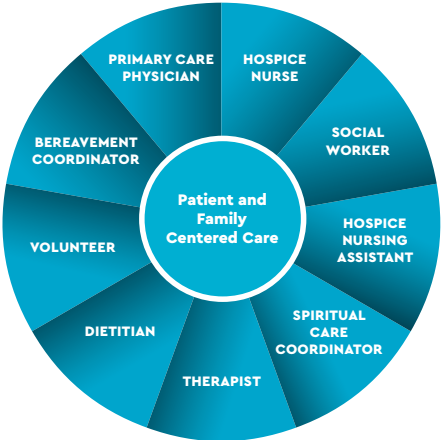 PRIMARY CARE
PHYSICIAN
HOSPICE
NURSE
SOCIAL
WORKER
HOSPICE
NURSING
ASSISTANT
SPIRITUAL
CARE
COORDINATOR
THERAPIST
DIETITIAN
VOLUNTEER
BEREAVEMENT
COORDINATOR
Patient and
Family
Centered Care